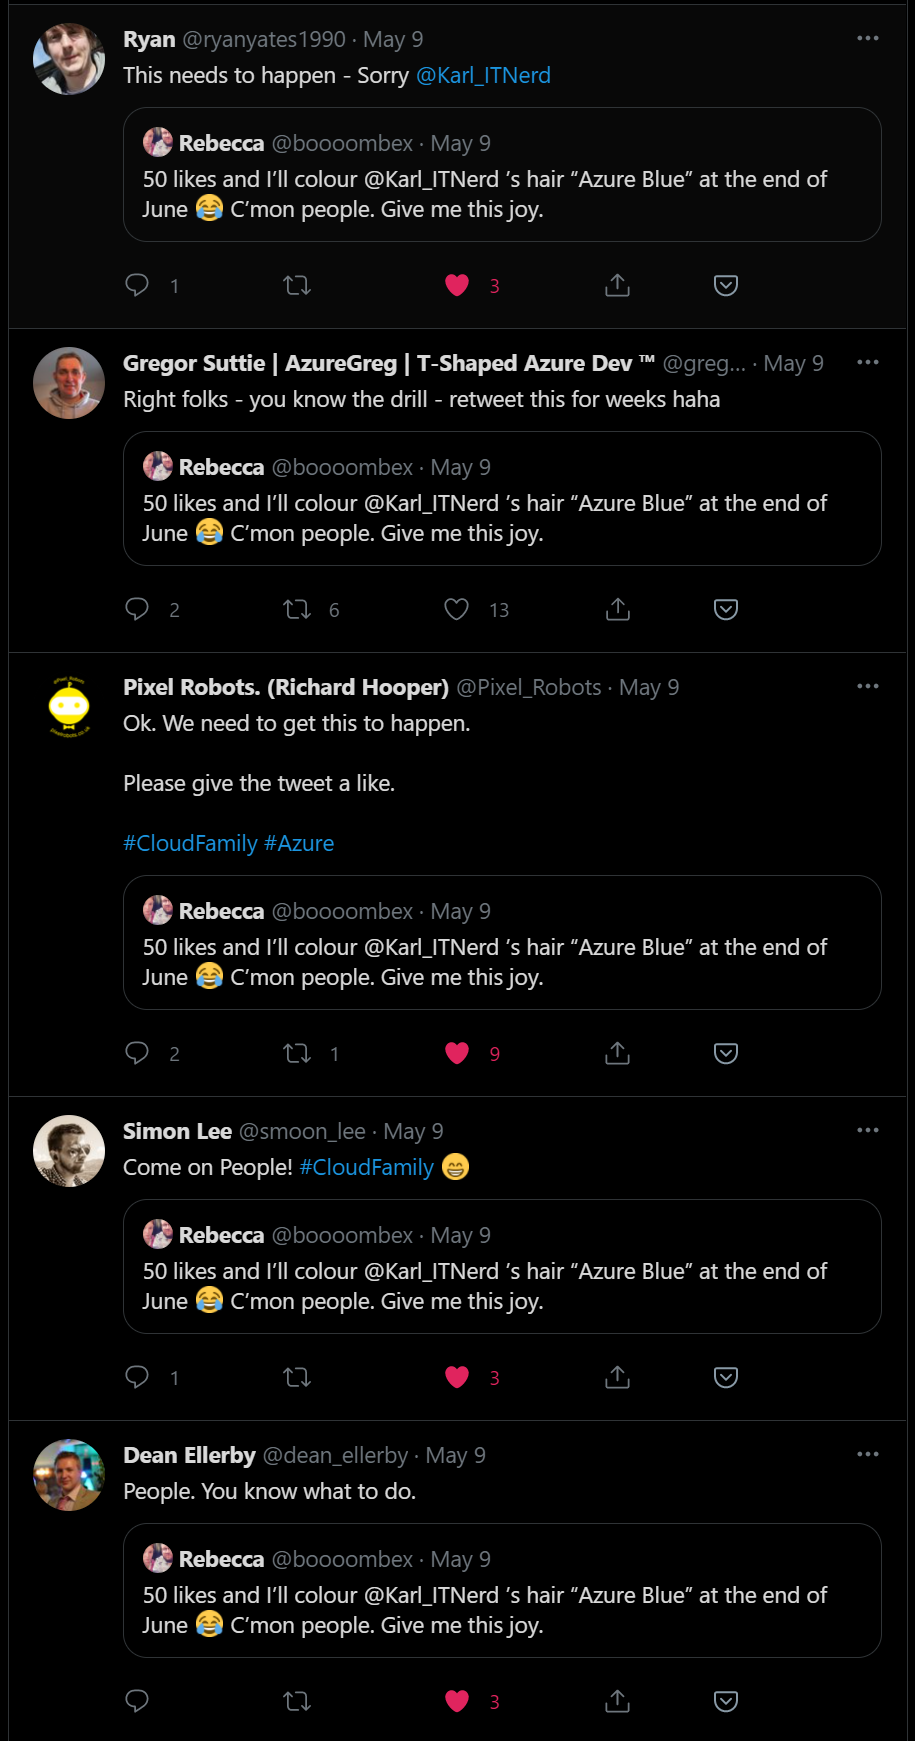 Ryan @ryanyates1990 · May 9
This needs to happen - Sorry @Karl_ITNerd
Rebecca @boooombex · May 9
50 likes and I’ll colour @Karl_ITNerd ’s hair “Azure Blue” at the end of
June 😂 C’mon people. Give me this joy.
1 3
Gregor Suttie | AzureGreg | T-Shaped Azure Dev ™ @greg... · May 9
Right folks - you know the drill - retweet this for weeks haha
Rebecca @boooombex · May 9
50 likes and I’ll colour @Karl_ITNerd ’s hair “Azure Blue” at the end of
June 😂 C’mon people. Give me this joy.
2 6 13
Pixel Robots. (Richard Hooper) @Pixel_Robots · May 9
Ok. We need to get this to happen.
Please give the tweet a like.
#CloudFamily #Azure
Rebecca @boooombex · May 9
50 likes and I’ll colour @Karl_ITNerd ’s hair “Azure Blue” at the end of
June 😂 C’mon people. Give me this joy.
2 1 9
Simon Lee @smoon_lee · May 9
Come on People! #CloudFamily 😁
Rebecca @boooombex · May 9
50 likes and I’ll colour @Karl_ITNerd ’s hair “Azure Blue” at the end of
June 😂 C’mon people. Give me this joy.
1 3
Dean Ellerby @dean_ellerby · May 9
People. You know what to do.
Rebecca @boooombex · May 9
50 likes and I’ll colour @Karl_ITNerd ’s hair “Azure Blue” at the end of
June 😂 C’mon people. Give me this joy.
3